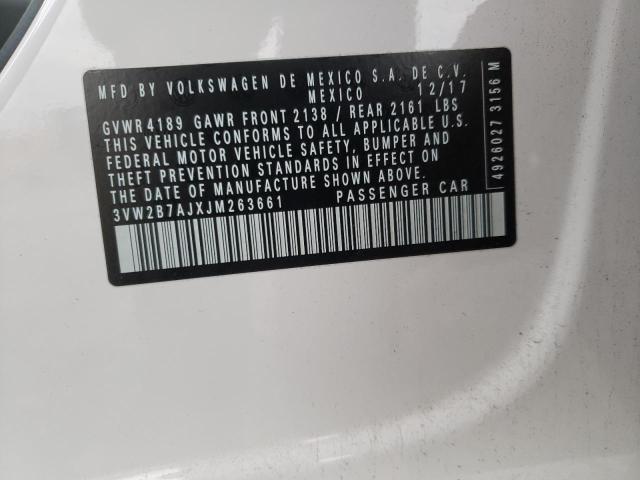 MFD BY VOLKSWAGEN DE MEXICO S.A. DE C.V.
MEXICO 12/17
GVWR 4189 GAWR FRONT 2138 / REAR 2161 LBS
THIS VEHICLE CONFORMS TO ALL APPLICABLE U.S.
FEDERAL MOTOR VEHICLE SAFETY, BUMPER AND
THEFT PREVENTION STANDARDS IN EFFECT ON
THE DATE OF MANUFACTURE SHOWN ABOVE.
3VW2B7AJXJM263661 PASSENGER CAR
4926027 3156 M